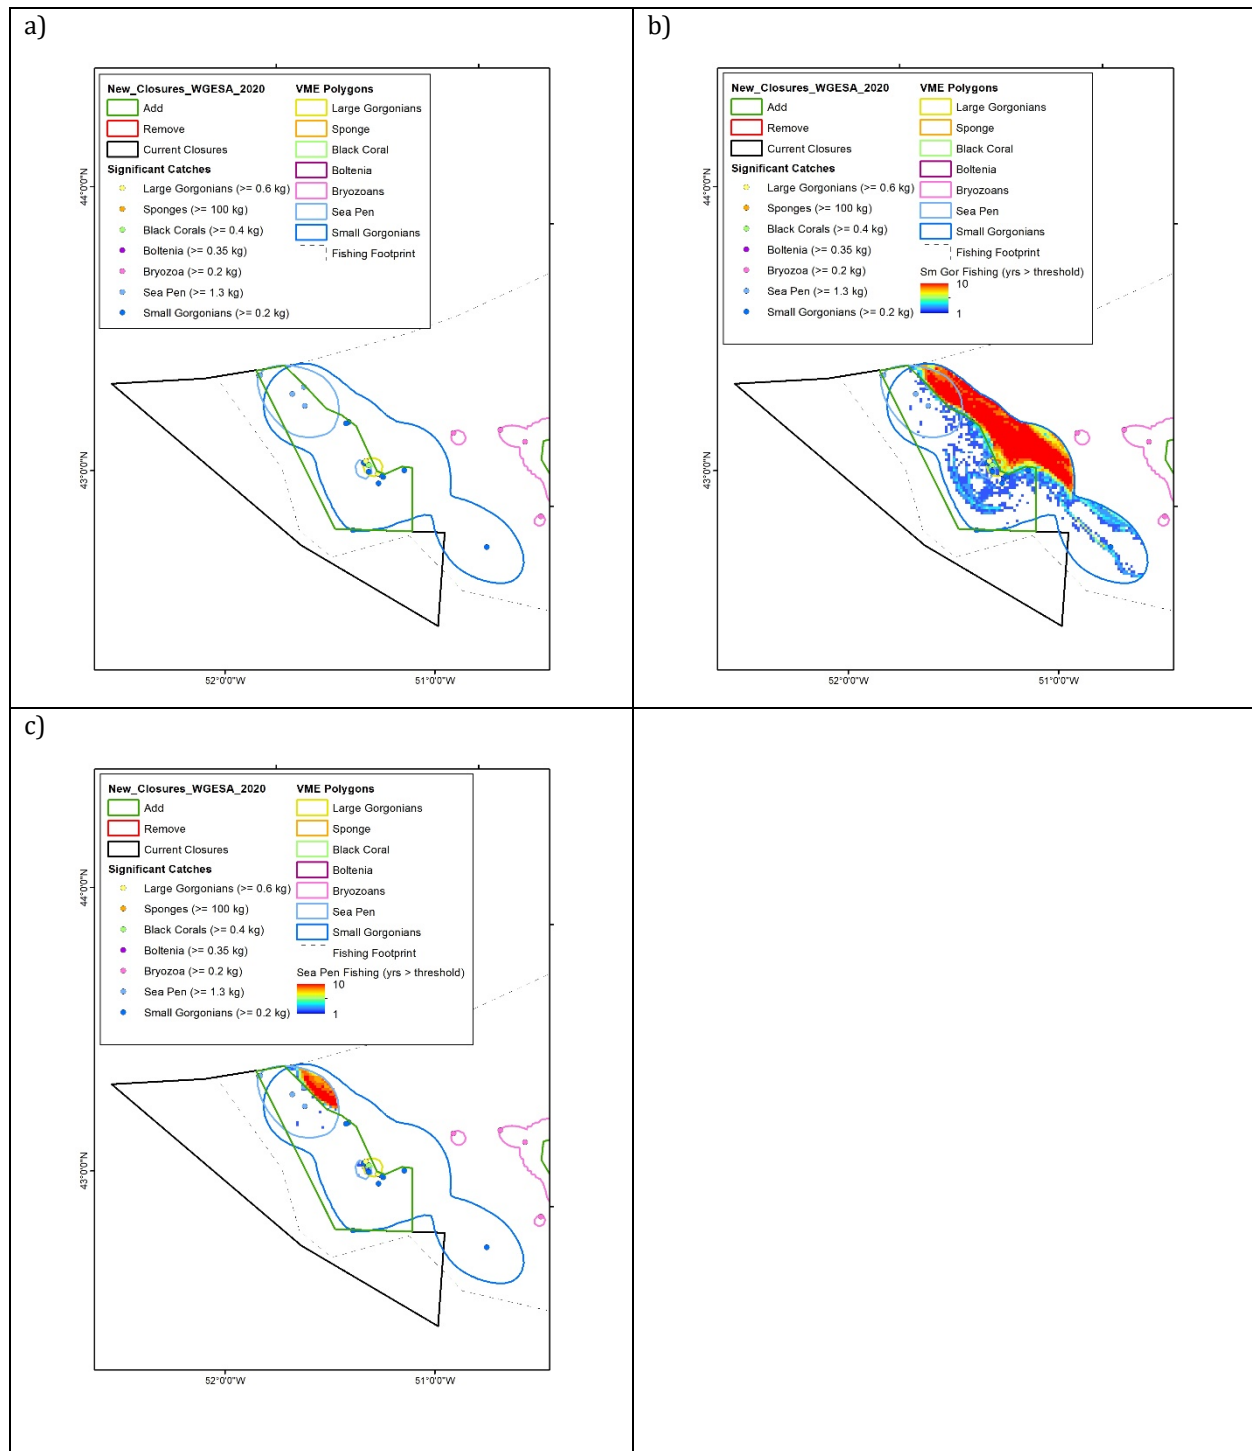 a)
New_Closures_WGESA_2020
Add
Remove
Current Closures
Significant Catches
Large Gorgonians (>= 0.6 kg)
Sponges (>= 100 kg)
Black Corals (>= 0.4 kg)
Boltenia (>= 0.35 kg)
Bryozoa (>= 0.2 kg)
Sea Pen (>= 1.3 kg)
Small Gorgonians (>= 0.2 kg)
VME Polygons
Large Gorgonians
Sponge
Black Coral
Boltenia
Bryozoans
Sea Pen
Small Gorgonians
Fishing Footprint
44°0'0"N
43°0'0"N
52°0'0"W
51°0'0"W
b)
New_Closures_WGESA_2020
Add
Remove
Current Closures
Significant Catches
Large Gorgonians (>= 0.6 kg)
Sponges (>= 100 kg)
Black Corals (>= 0.4 kg)
Boltenia (>= 0.35 kg)
Bryozoa (>= 0.2 kg)
Sea Pen (>= 1.3 kg)
Small Gorgonians (>= 0.2 kg)
VME Polygons
Large Gorgonians
Sponge
Black Coral
Boltenia
Bryozoans
Sea Pen
Small Gorgonians
Fishing Footprint
Sm Gor Fishing (yrs > threshold)
10
1
44°0'0"N
43°0'0"N
52°0'0"W
51°0'0"W
c)
New_Closures_WGESA_2020
Add
Remove
Current Closures
Significant Catches
Large Gorgonians (>= 0.6 kg)
Sponges (>= 100 kg)
Black Corals (>= 0.4 kg)
Boltenia (>= 0.35 kg)
Bryozoa (>= 0.2 kg)
Sea Pen (>= 1.3 kg)
Small Gorgonians (>= 0.2 kg)
VME Polygons
Large Gorgonians
Sponge
Black Coral
Boltenia
Bryozoans
Sea Pen
Small Gorgonians
Fishing Footprint
Sea Pen Fishing (yrs > threshold)
10
1
44°0'0"N
43°0'0"N
52°0'0"W
51°0'0"W